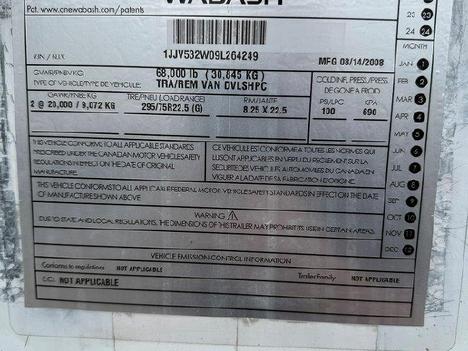 WABASH
Pct. www.cnewabash.com/patents
23 23
24 24
MONTH
VIN / N.I.V. 1JJV532W09L264249 MFG 08/14/2008
GVWR/PNBV KG 68,000 lb ( 30,845 KG) COLD INF. PRESS/PRESS.
TYPE OF VEHICLE/TYPE DE VEHICULE: TRA/REM VAN DVLSHPC DE GONF A FROID
GAWR/PNBE KG TIRE/PNEU (LOAD RANGE) RIM/JANTE PSI/LPC KPA
2 @ 20,000 / 9,072 KG 295/75R22.5 (G) 8.25 X 22.5 100 690
JAN 1
FEB 2
MAR 3
APR 4
MAY 5
JUN 6
JUL 7
AUG 8
SEP 9
OCT 10
NOV 11
DEC 12
THIS VEHICLE CONFORMS TO ALL APPLICABLE STANDARDS
PRESCRIBED UNDER THE CANADIAN MOTOR VEHICLE SAFETY
REGULATIONS IN EFFECT ON THE DATE OF ORIGINAL
CE VEHICULE EST CONFORME A TOUTES LES NORMES QUI
LUI SONT APPLICABLES EN VERTU DU REGLEMENT SUR LA
SECURITE DES VEHICULES AUTOMOBILES DU CANADA EN
VIGUEUR A LA DATE DE SA FABRICATION D'ORIGINE
THIS VEHICLE CONFORMS TO ALL APPLICABLE FEDERAL MOTOR VEHICLE SAFETY STANDARDS IN EFFECT ON THE DATE
OF MANUFACTURE SHOWN ABOVE
WARNING
DUE TO STATE AND LOCAL REGULATIONS, THE DIMENSIONS OF THIS TRAILER MAY PROHIBIT USE IN CERTAIN AREAS.
VEHICLE EMISSION CONTROL INFORMATION
Conforms to regulations NOT APPLICABLE Trailer Family NOT APPLICABLE
NOT APPLICABLE